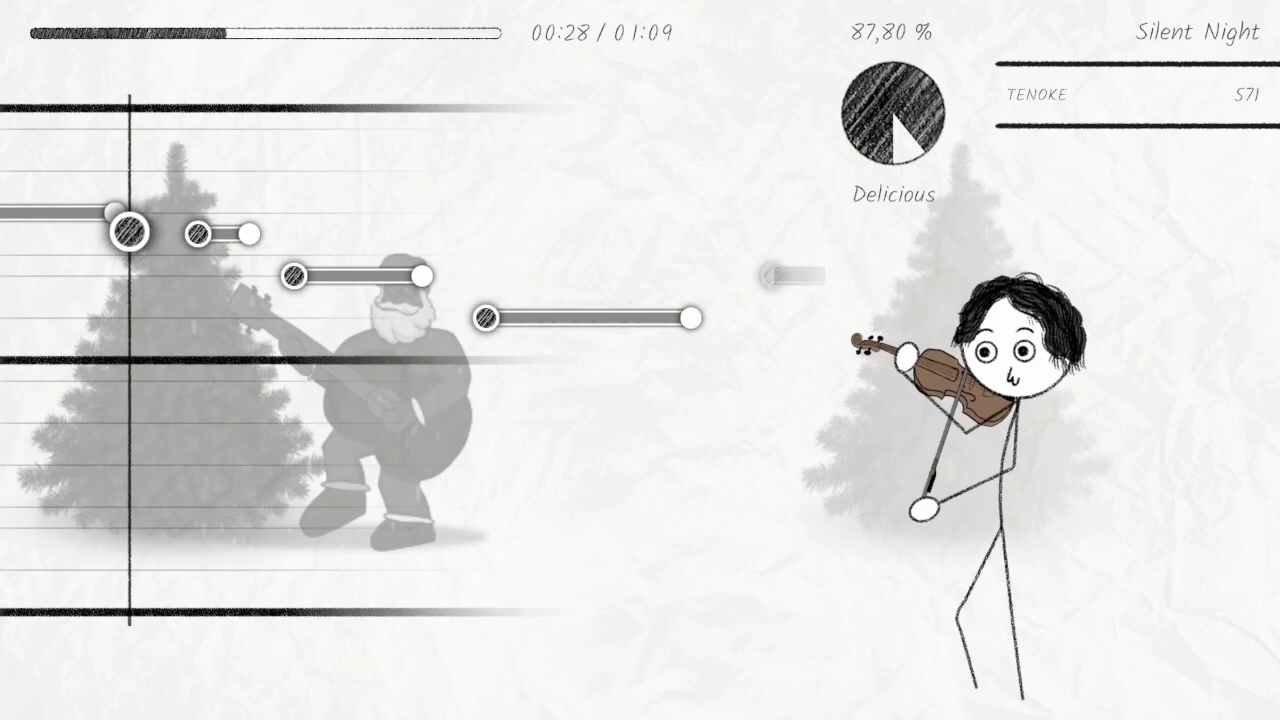 00:28 / 01:09
87,80 %
Silent Night
TENOKE 571
Delicious